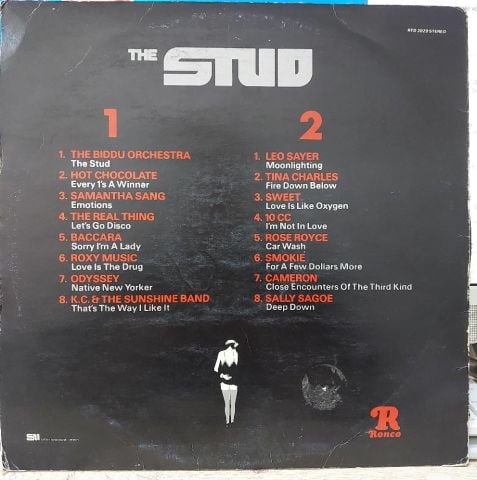 RTD 2029 STEREO
THE STUD
1
1. THE BIDDU ORCHESTRA
The Stud
2. HOT CHOCOLATE
Every 1's A Winnar
3. SAMANTHA SANG
Emotions
4. THE REAL THING
Let's Go Disco
5. BACCARA
Sorry I'm A Lady
6. ROXY MUSIC
Love Is The Drug
7. ODYSSEY
Native New Yorker
8. K.C. & THE SUNSHINE BAND
That's The Way I Like It
2
1. LEO SAYER
Moonlighting
2. TINA CHARLES
Fire Down Below
3. SWEET
Love Is Like Oxygen
4. 10 CC
I'm Not In Love
5. ROSE ROYCE
Car Wash
6. SMOKIE
For A Few Dollars More
7. CAMERON
Close Encounters Of The Third Kind
8. SALLY SAGOE
Deep Down
R
Ronco